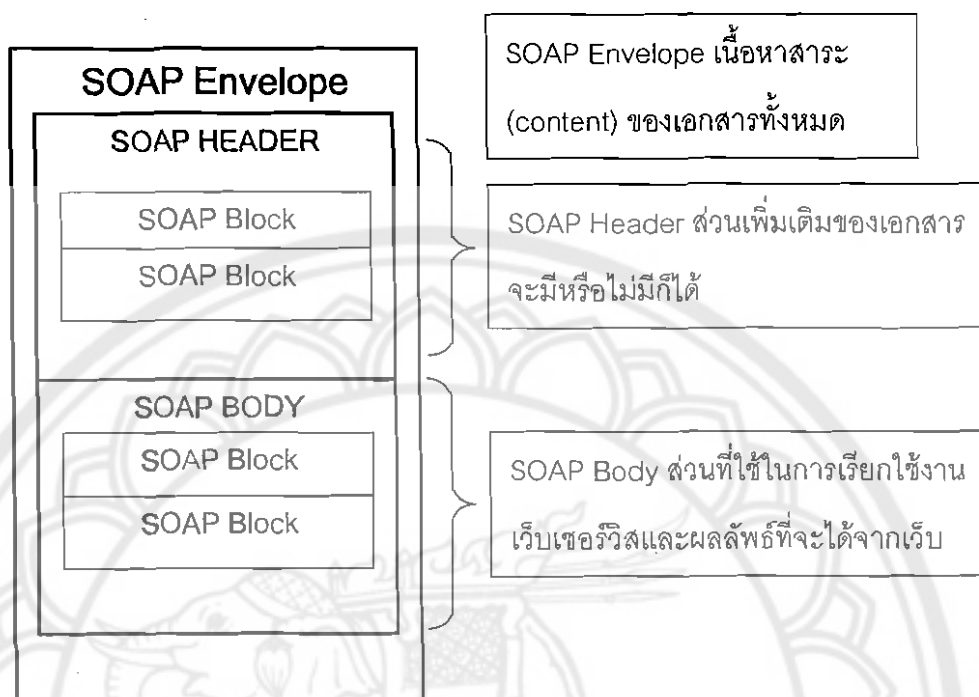 SOAP Envelope
SOAP HEADER
SOAP Block
SOAP Block
SOAP BODY
SOAP Block
SOAP Block
SOAP Envelope เนื้อหาสาระ
(content) ของเอกสารทั้งหมด
SOAP Header ส่วนเพิ่มเติมของเอกสาร
จะมีหรือไม่มีก็ได้
SOAP Body ส่วนที่ใช้ในการเรียกใช้งาน
เว็บเซอร์วิสและผลลัพธ์ที่จะได้จากเว็บ